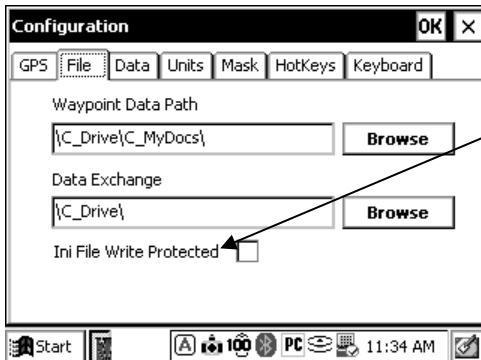 Configuration OK ×
GPS File Data Units Mask HotKeys Keyboard
Waypoint Data Path
\C_Drive\C_MyDocs\ Browse
Data Exchange
\C_Drive\ Browse
Ini File Write Protected
Start A 100 PC 11:34 AM